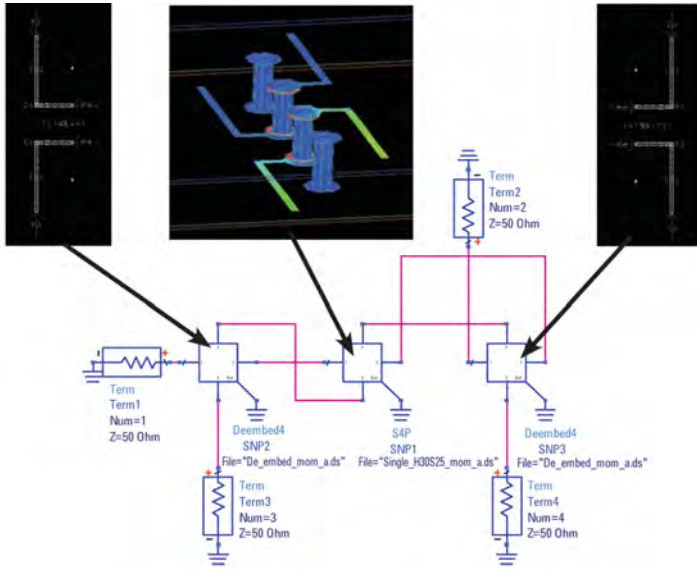 Term
Term2
Num=2
Z=50 Ohm
Term
Term1
Num=1
Z=50 Ohm
Deembed4
SNP2
File="De_embed_mom_a.ds"
S4P
SNP1
File="Single_H30S25_mom_a.ds"
Deembed4
SNP3
File="De_embed_mom_a.ds"
Term
Term3
Num=3
Z=50 Ohm
Term
Term4
Num=4
Z=50 Ohm